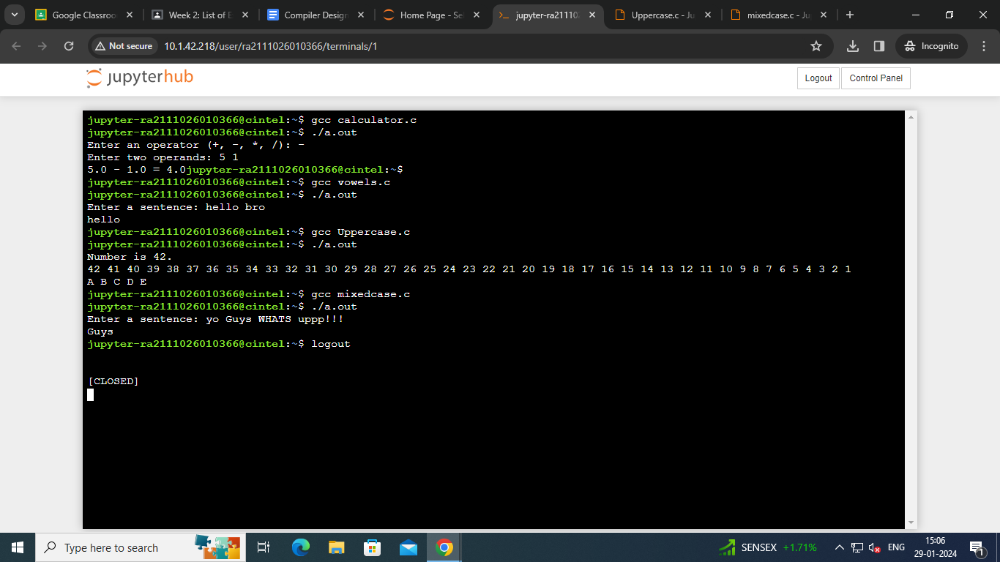 Google Classroo
Week 2: List of E
Compiler Design
Home Page - Se
jupyter-ra21110
Uppercase.c - Ju
mixedcase.c - Ju
Not secure
10.1.42.218/user/ra2111026010366/terminals/1
Incognito
jupyterhub
Logout
Control Panel
jupyter-ra2111026010366@cintel:~$ gcc calculator.c
jupyter-ra2111026010366@cintel:~$ ./a.out
Enter an operator (+, -, *, /): -
Enter two operands: 5 1
5.0 - 1.0 = 4.0jupyter-ra2111026010366@cintel:~$
jupyter-ra2111026010366@cintel:~$ gcc vowels.c
jupyter-ra2111026010366@cintel:~$ ./a.out
Enter a sentence: hello bro
hello
jupyter-ra2111026010366@cintel:~$ gcc Uppercase.c
jupyter-ra2111026010366@cintel:~$ ./a.out
Number is 42.
42 41 40 39 38 37 36 35 34 33 32 31 30 29 28 27 26 25 24 23 22 21 20 19 18 17 16 15 14 13 12 11 10 9 8 7 6 5 4 3 2 1
A B C D E
jupyter-ra2111026010366@cintel:~$ gcc mixedcase.c
jupyter-ra2111026010366@cintel:~$ ./a.out
Enter a sentence: yo Guys WHATS uppp!!!
Guys
jupyter-ra2111026010366@cintel:~$ logout
[CLOSED]
Type here to search
SENSEX +1.71%
ENG
15:06
29-01-2024
1